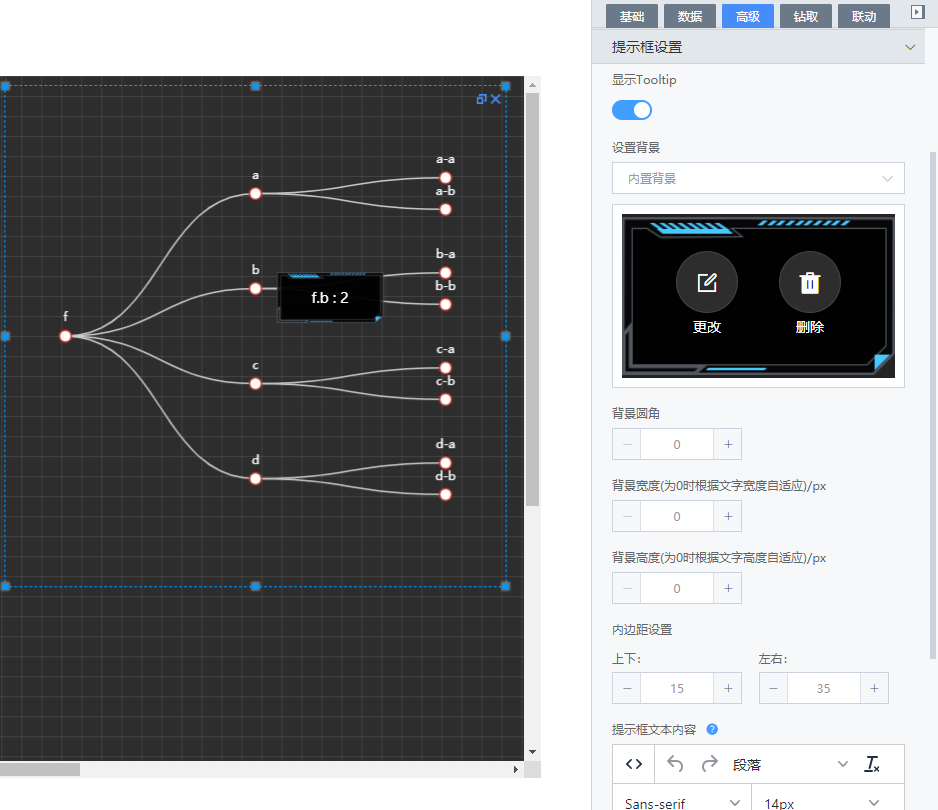 基础 数据 高级 钻取 联动
提示框设置
显示Tooltip
设置背景
内置背景
更改 删除
背景圆角
0
背景宽度(为0时根据文字宽度自适应)/px
0
背景高度(为0时根据文字高度自适应)/px
0
内边距设置
上下: 左右:
15 35
提示框文本内容
段落
Sans-serif 14px
a-a
a
a-b
b-a
b
b-b
f.b : 2
f
c-a
c
c-b
d-a
d
d-b